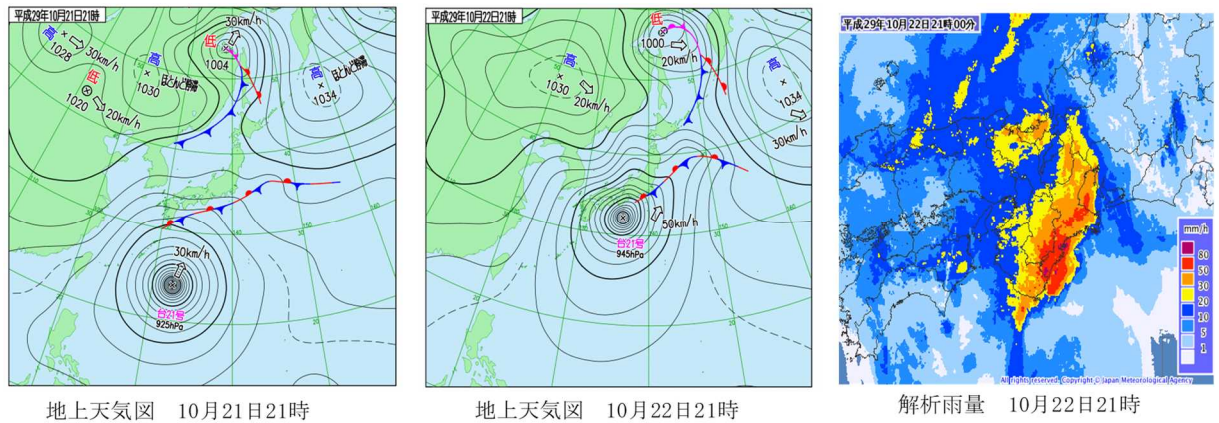 平成29年10月21日21時
高
1028
30km/h
低
1020
20km/h
高
1030
ほとんど停滞
30km/h
低
1004
ほとんど停滞
高
1034
30km/h
台21号
925hPa
地上天気図 10月21日21時
平成29年10月22日21時
低
1000
20km/h
1030
20km/h
高
1034
30km/h
50km/h
台21号
945hPa
地上天気図 10月22日21時
平成29年10月22日21時00分
mm/h
80
50
30
20
10
5
1
All rights reserved. Copyright © Japan Meteorological Agency
解析雨量 10月22日21時